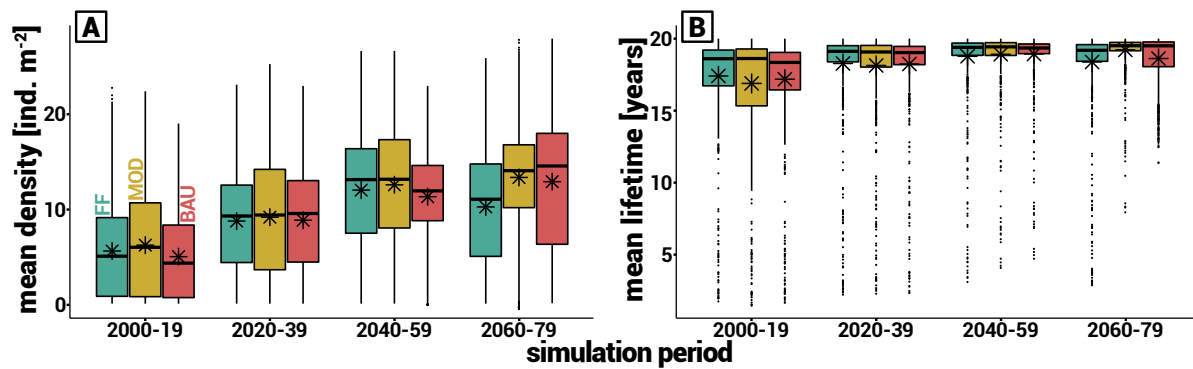 A
mean density [ind. m⁻²]
20
10
0
FF
MOD
BAU
2000-19
2020-39
2040-59
2060-79
B
mean lifetime [years]
20
15
10
5
2000-19
2020-39
2040-59
2060-79
simulation period